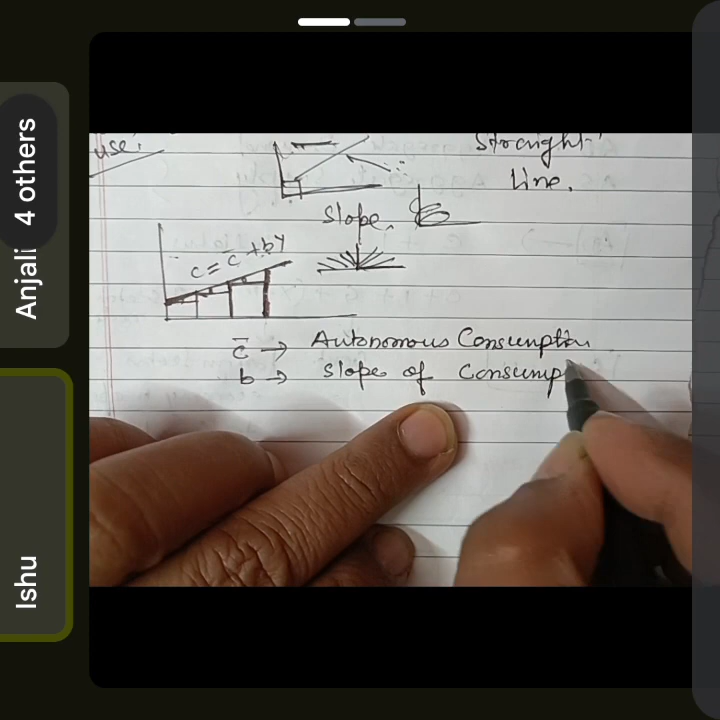 Anjali 4 others
Ishu
use.
Straight
Line.
Slope.
C = C̅ + bY
C̅ → Autonomous Consumption
b → Slope of Consump